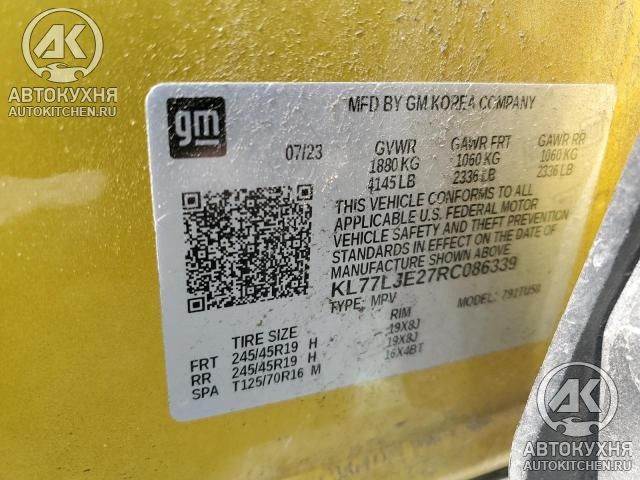 AK
АВТОКУХНЯ
AUTOKITCHEN.RU
gm
MFD BY GM KOREA COMPANY
07/23
GVWR GAWR FRT GAWR RR
1880 KG 1060 KG 1060 KG
4145 LB 2336 LB 2336 LB
THIS VEHICLE CONFORMS TO ALL
APPLICABLE U.S. FEDERAL MOTOR
VEHICLE SAFETY AND THEFT PREVENTION
STANDARDS IN EFFECT ON THE DATE OF
MANUFACTURE SHOWN ABOVE.
KL77LJE27RC086339
TYPE: MPV MODEL: 791TU58
TIRE SIZE RIM
FRT 245/45R19 H 19X8J
RR 245/45R19 H 19X8J
SPA T125/70R16 M 16X4BT
AK
АВТОКУХНЯ
AUTOKITCHEN.RU